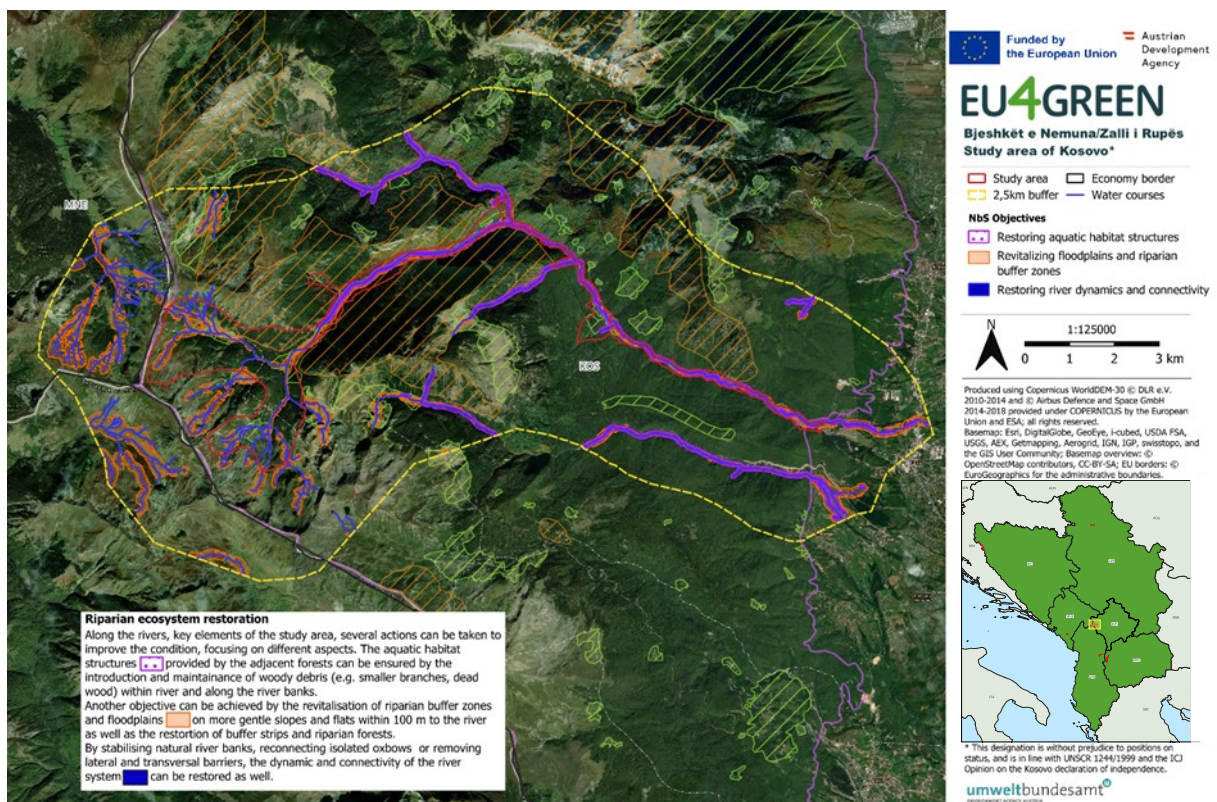 MNE
KOS
Funded by
the European Union
Austrian
Development
Agency
EU4GREEN
Bjeshkët e Nemuna/Zalli i Rupës
Study area of Kosovo*
Study area
Economy border
2,5km buffer
Water courses
NbS Objectives
Restoring aquatic habitat structures
Revitalizing floodplains and riparian
buffer zones
Restoring river dynamics and connectivity
N
1:125000
0 1 2 3 km
Produced using Copernicus WorldDEM-30 © DLR e.V.
2010-2014 and © Airbus Defence and Space GmbH
2014-2018 provided under COPERNICUS by the European
Union and ESA; all rights reserved.
Basemap: Esri, DigitalGlobe, GeoEye, i-cubed, USDA FSA,
USGS, AEX, Getmapping, Aerogrid, IGN, IGP, swisstopo, and
the GIS User Community; Basemap overview: ©
OpenStreetMap contributors, CC-BY-SA; EU borders: ©
EuroGeographics for the administrative boundaries.
* This designation is without prejudice to positions on
status, and is in line with UNSCR 1244/1999 and the ICJ
Opinion on the Kosovo declaration of independence.
umweltbundesamt
ENVIRONMENT AGENCY AUSTRIA
Riparian ecosystem restoration
Along the rivers, key elements of the study area, several actions can be taken to
improve the condition, focusing on different aspects. The aquatic habitat
structures provided by the adjacent forests can be ensured by the
introduction and maintainance of woody debris (e.g. smaller branches, dead
wood) within river and along the river banks.
Another objective can be achieved by the revitalisation of riparian buffer zones
and floodplains on more gentle slopes and flats within 100 m to the river
as well as the restortion of buffer strips and riparian forests.
By stabilising natural river banks, reconnecting isolated oxbows or removing
lateral and transversal barriers, the dynamic and connectivity of the river
system can be restored as well.